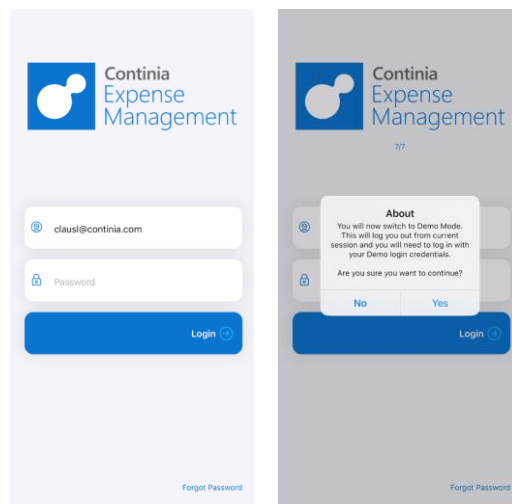 Continia
Expense
Management
clausl@continia.com
Password
Login
Forgot Password
Continia
Expense
Management
7/7
About
You will now switch to Demo Mode.
This will log you out from current
session and you will need to log in with
your Demo login credentials.
Are you sure you want to continue?
No
Yes
Login
Forgot Password